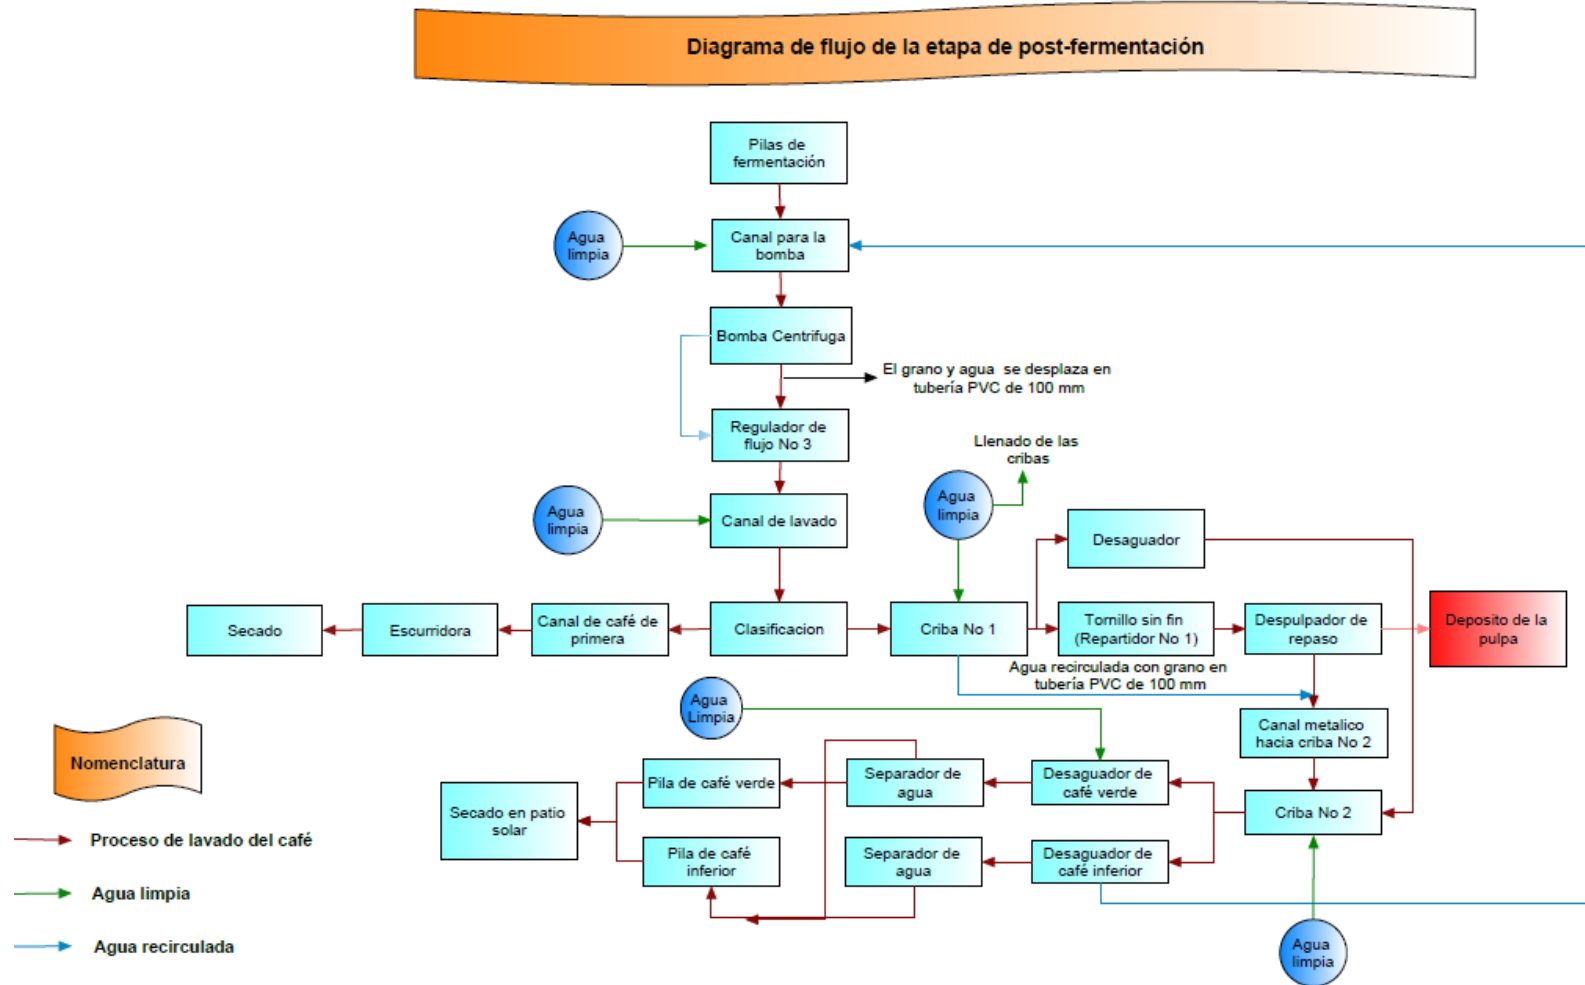 Diagrama de flujo de la etapa de post-fermentación
Pilas de
fermentación
Agua
limpia
Canal para la
bomba
Bomba Centrifuga
El grano y agua se desplaza en
tubería PVC de 100 mm
Regulador de
flujo No 3
Llenado de las
cribas
Agua
limpia
Agua
limpia
Canal de lavado
Desaguador
Secado
Escurridora
Canal de café de
primera
Clasificacion
Criba No 1
Tornillo sin fin
(Repartidor No 1)
Despulpador de
repaso
Deposito de la
pulpa
Agua recirculada con grano en
tubería PVC de 100 mm
Agua
Limpia
Canal metalico
hacia criba No 2
Nomenclatura
Pila de café verde
Separador de
agua
Desaguador de
café verde
Criba No 2
Secado en patio
solar
Proceso de lavado del café
Pila de café
inferior
Separador de
agua
Desaguador de
café inferior
Agua limpia
Agua recirculada
Agua
limpia